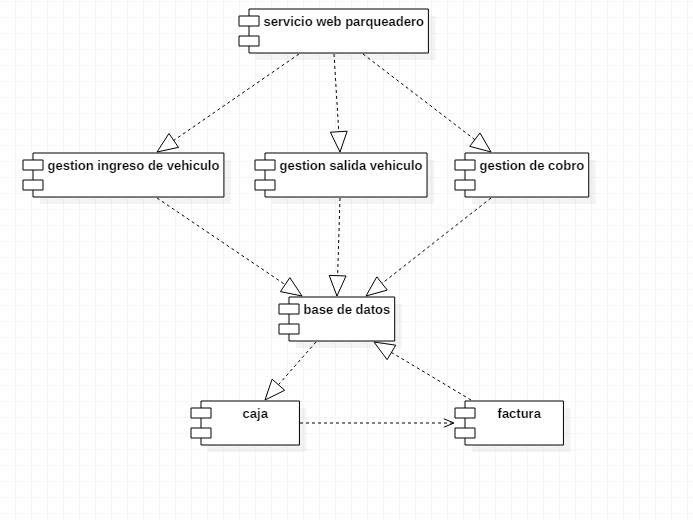 servicio web parqueadero
gestion ingreso de vehiculo
gestion salida vehiculo
gestion de cobro
base de datos
caja
factura